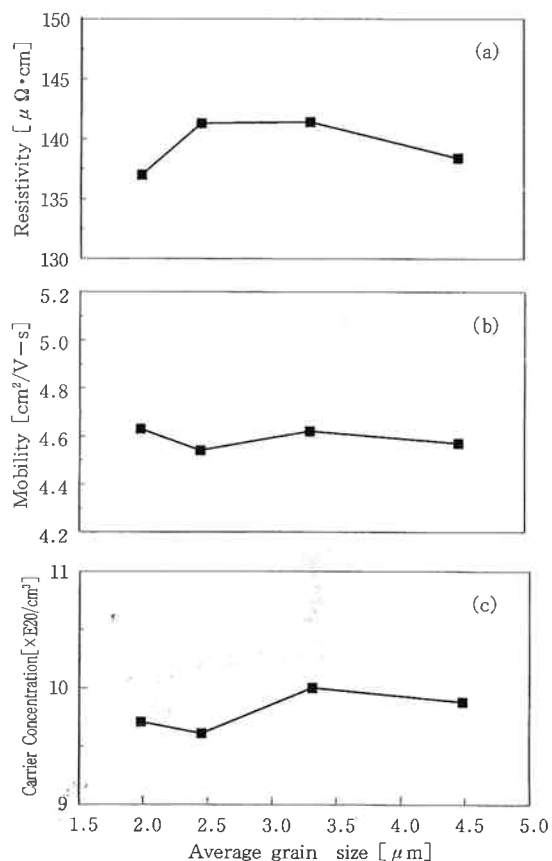 150
145
140
135
130
Resistivity [ μ Ω・cm]
(a)
5.2
5.0
4.8
4.6
4.4
4.2
Mobility [cm²/V-s]
(b)
11
10
9
Carrier Concentration[×E20/cm³]
(c)
1.5 2.0 2.5 3.0 3.5 4.0 4.5 5.0
Average grain size [ μm]